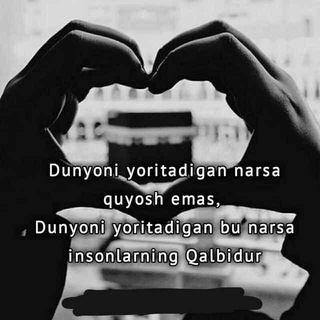 Dunyoni yoritadigan narsa
quyosh emas,
Dunyoni yoritadigan bu narsa
insonlarning Qalbidur